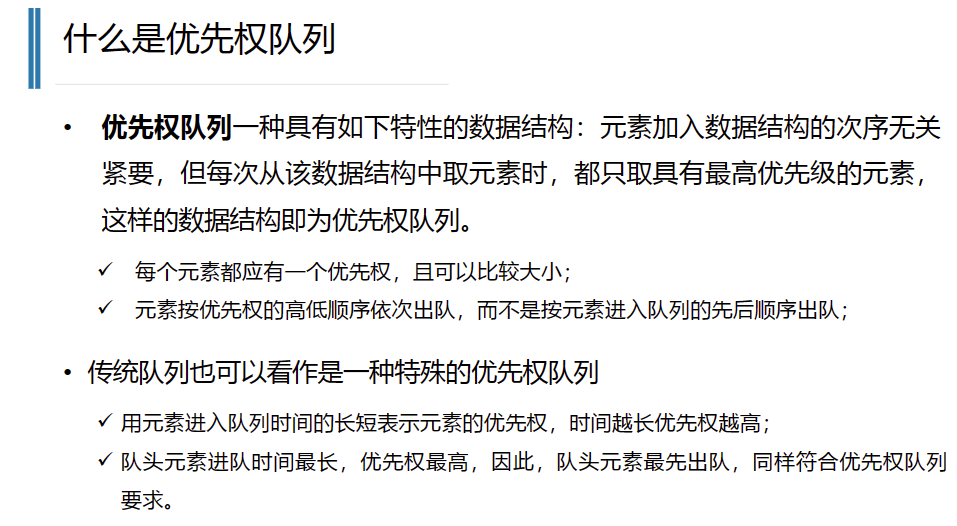 什么是优先权队列
• 优先权队列一种具有如下特性的数据结构：元素加入数据结构的次序无关
紧要，但每次从该数据结构中取元素时，都只取具有最高优先级的元素，
这样的数据结构即为优先权队列。
✓ 每个元素都应有一个优先权，且可以比较大小；
✓ 元素按优先权的高低顺序依次出队，而不是按元素进入队列的先后顺序出队；
• 传统队列也可以看作是一种特殊的优先权队列
✓ 用元素进入队列时间的长短表示元素的优先权，时间越长优先权越高；
✓ 队头元素进队时间最长，优先权最高，因此，队头元素最先出队，同样符合优先权队列
要求。